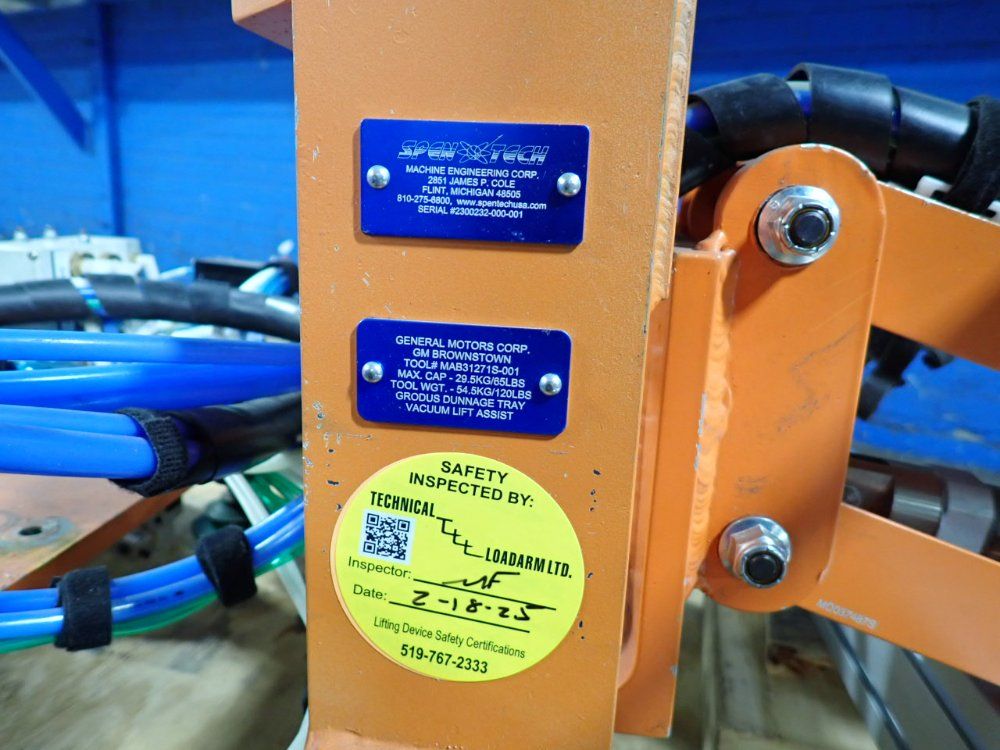 SPEN TECH
MACHINE ENGINEERING CORP.
2851 JAMES P. COLE
FLINT, MICHIGAN 48505
810-275-6800, www.spentechusa.com
SERIAL #2300232-000-001
GENERAL MOTORS CORP.
GM BROWNSTOWN
TOOL# MAB31271S-001
MAX. CAP - 29.5KG/65LBS
TOOL WGT. - 54.5KG/120LBS
GRODUS DUNNAGE TRAY
VACUUM LIFT ASSIST
SAFETY
INSPECTED BY:
TECHNICAL
LOADARM LTD.
Inspector:
Date: 2-18-25
Lifting Device Safety Certifications
519-767-2333